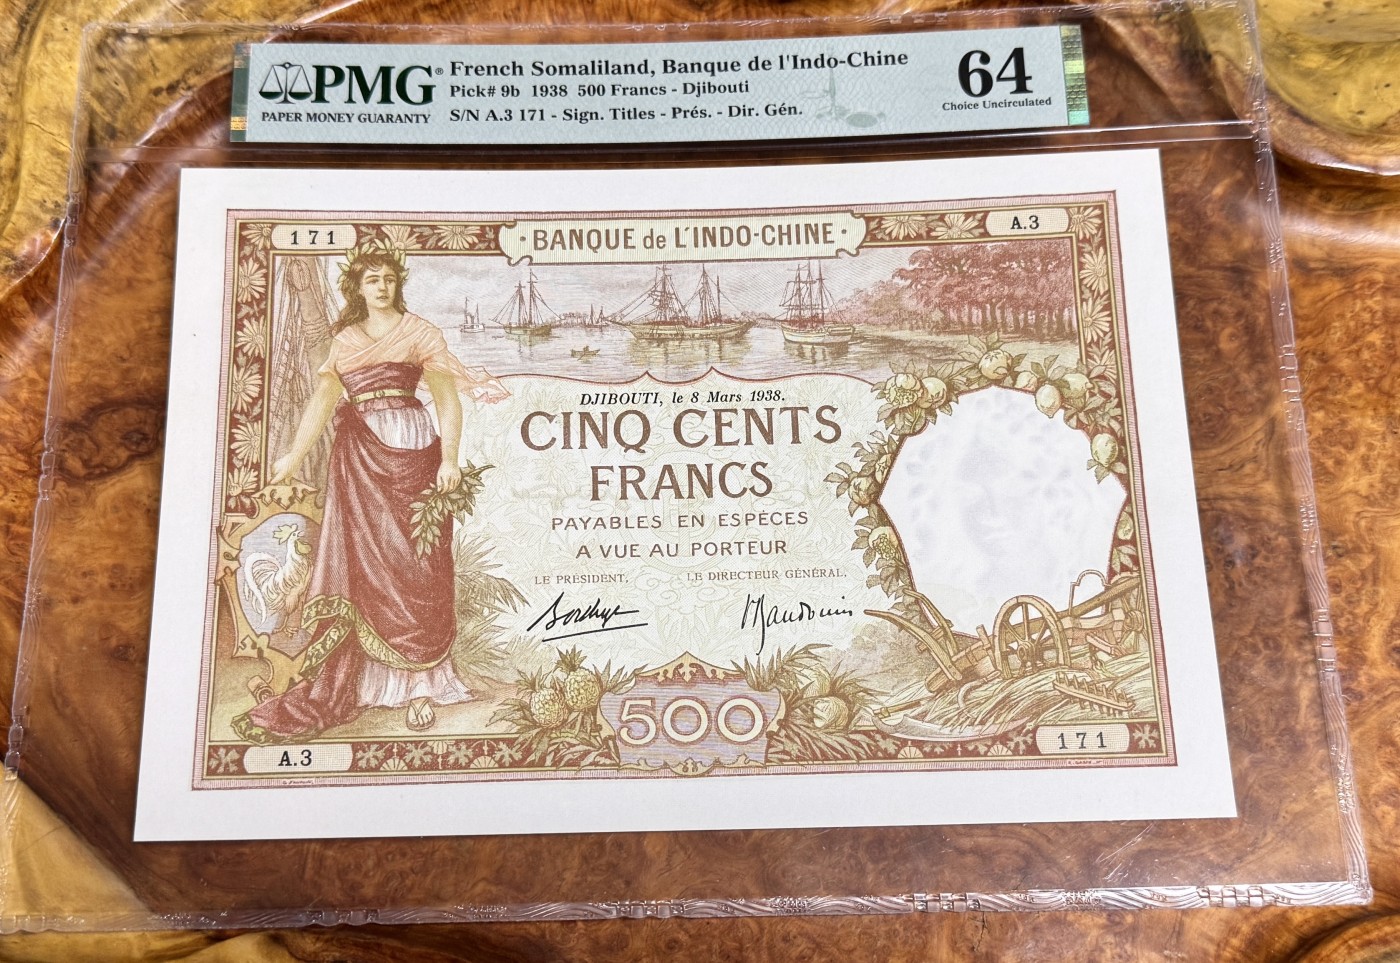 PMG®
PAPER MONEY GUARANTY
French Somaliland, Banque de l'Indo-Chine
Pick# 9b 1938 500 Francs - Djibouti
S/N A.3 171 - Sign. Titles - Prés. - Dir. Gén.
64
Choice Uncirculated
171
· BANQUE de L'INDO-CHINE ·
A.3
DJIBOUTI, le 8 Mars 1938.
CINQ CENTS
FRANCS
PAYABLES EN ESPÈCES
A VUE AU PORTEUR
LE PRÉSIDENT,
LE DIRECTEUR GÉNÉRAL,
500
A.3
171